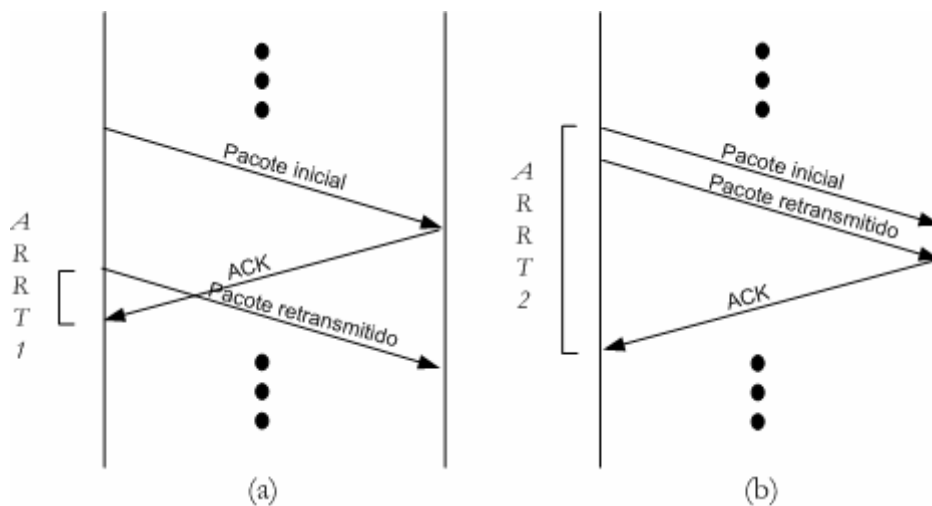 Pacote inicial
ACK
Pacote retransmitido
A
R
R
T
1
(a)
Pacote inicial
Pacote retransmitido
ACK
A
R
R
T
2
(b)